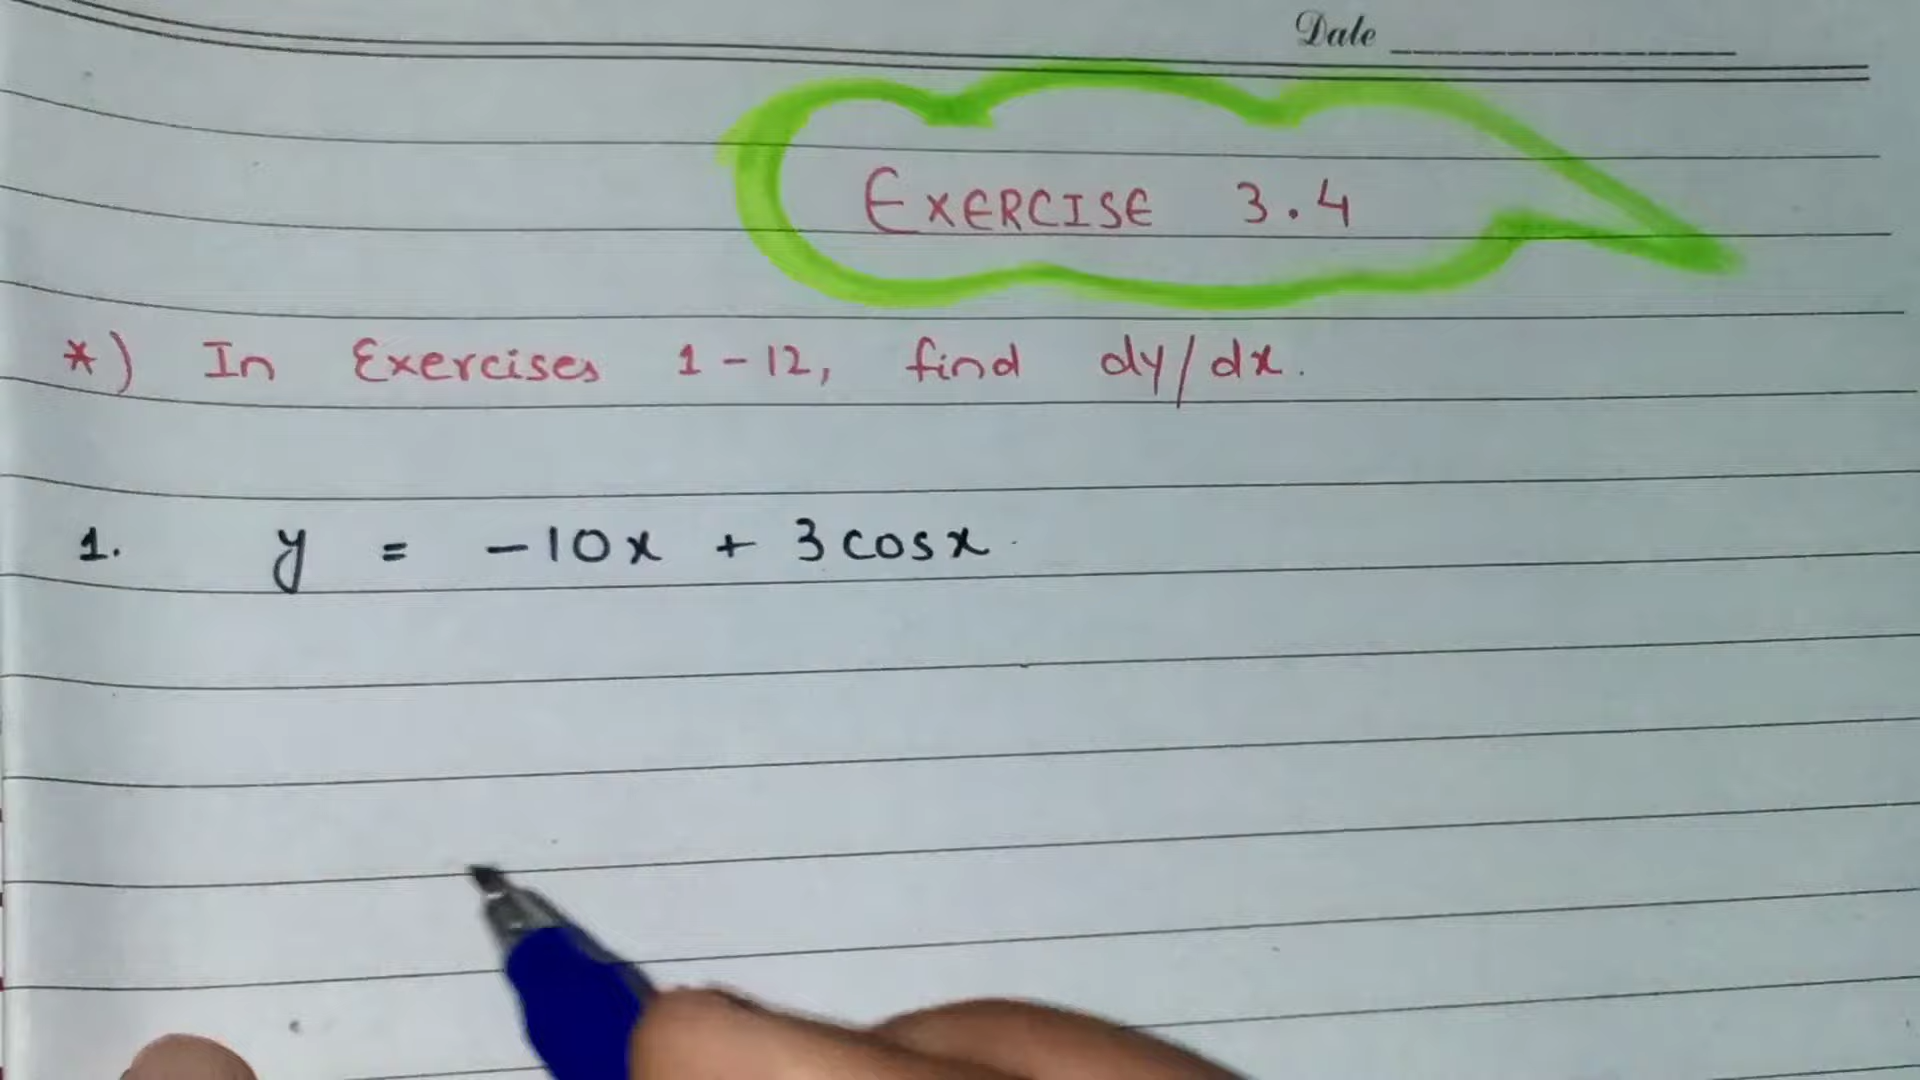 Date
EXERCISE 3.4
*) In Exercises 1-12, find dy/dx.
1. y = -10x + 3cosx.